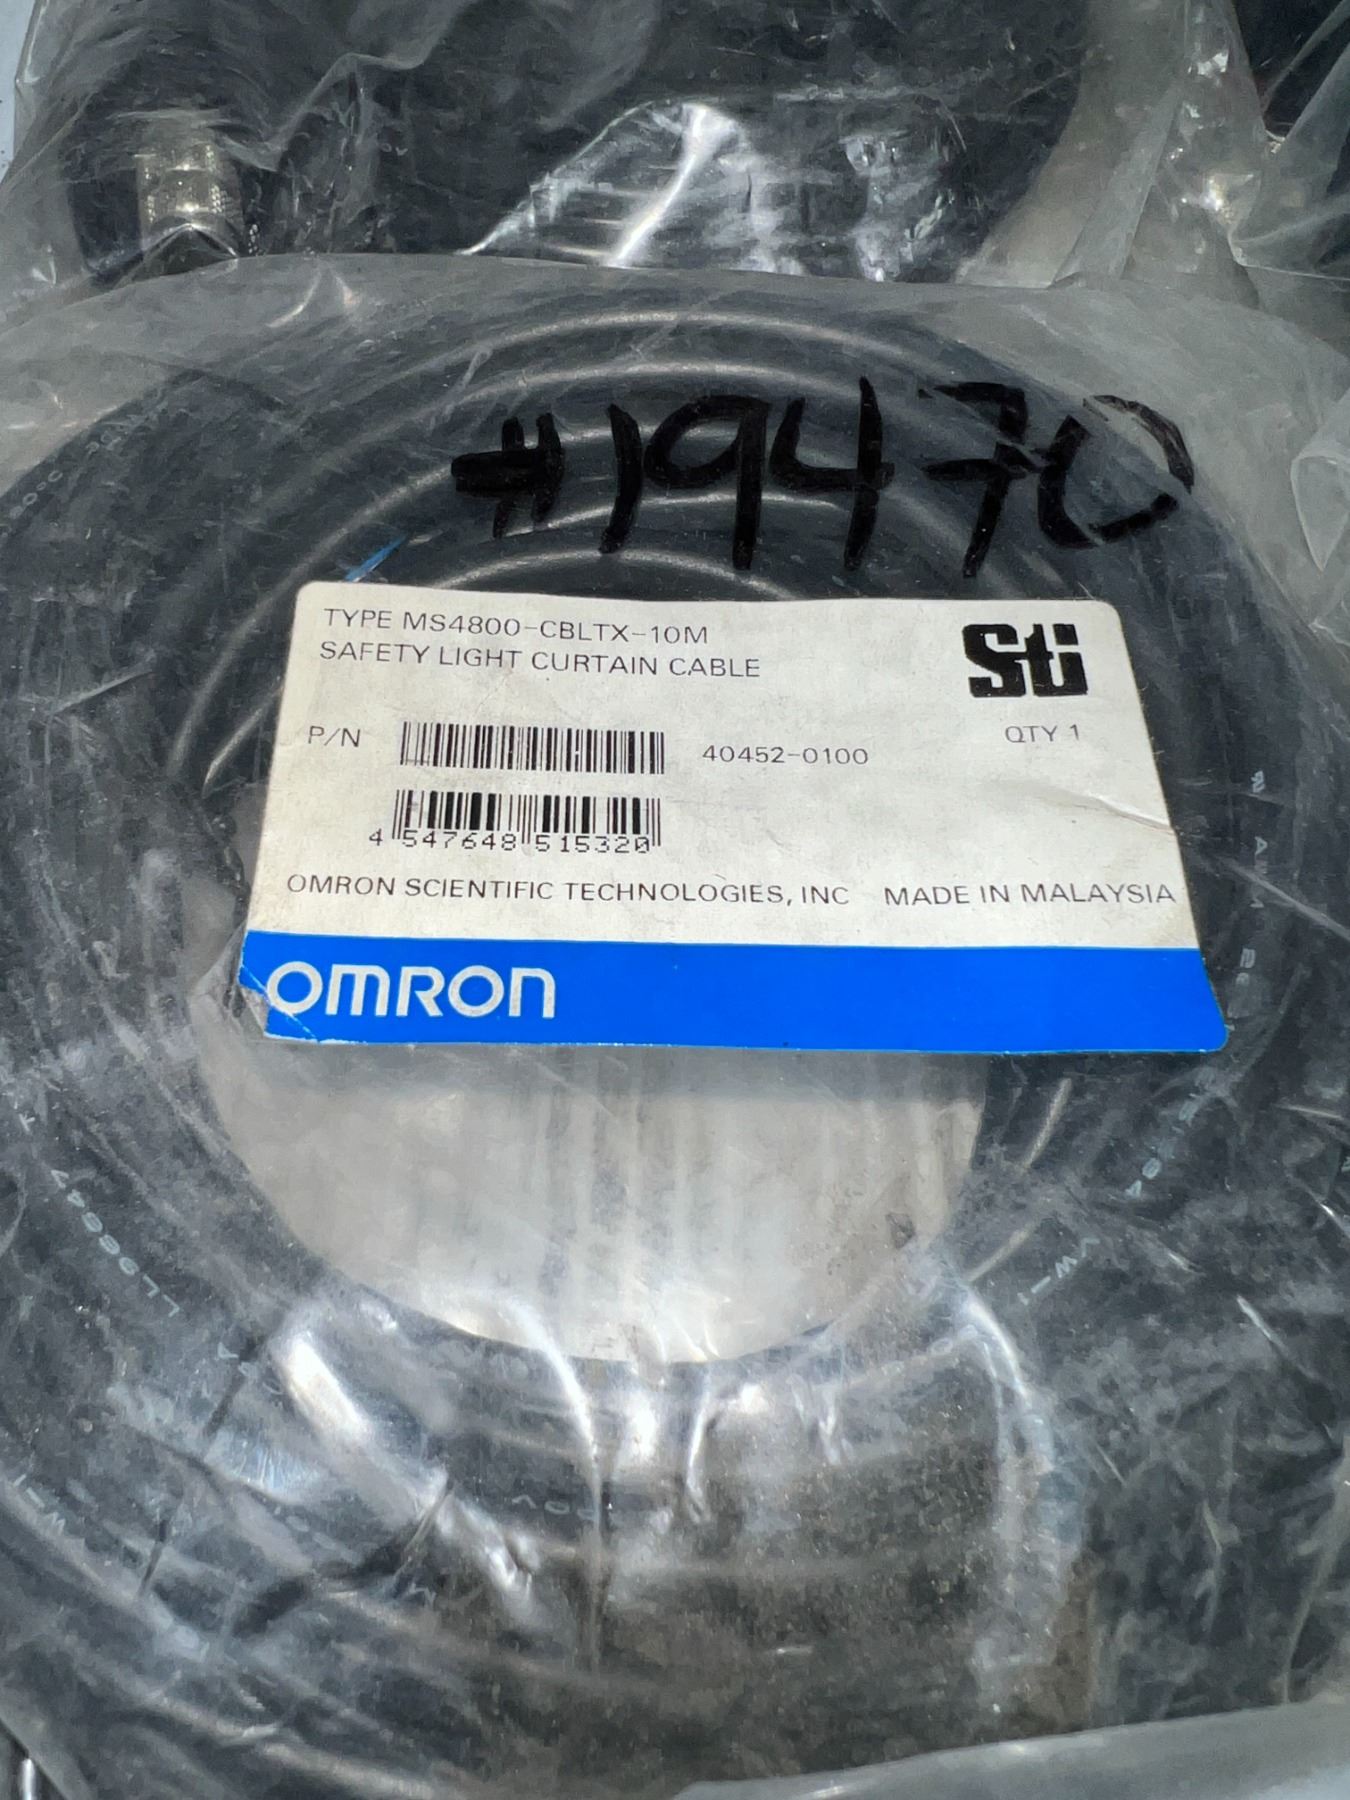 #19470
TYPE MS4800-CBLTX-10M
SAFETY LIGHT CURTAIN CABLE
Sti
P/N 40452-0100 QTY 1
4 547648 515320
OMRON SCIENTIFIC TECHNOLOGIES, INC MADE IN MALAYSIA
OMRON
LL96647